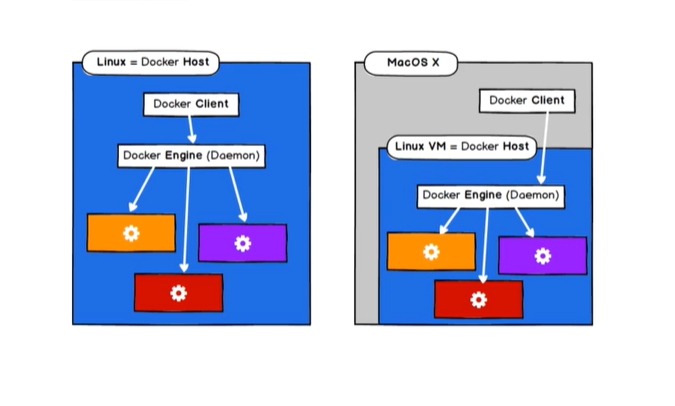 Linux = Docker Host
Docker Client
Docker Engine (Daemon)
MacOS X
Docker Client
Linux VM = Docker Host
Docker Engine (Daemon)